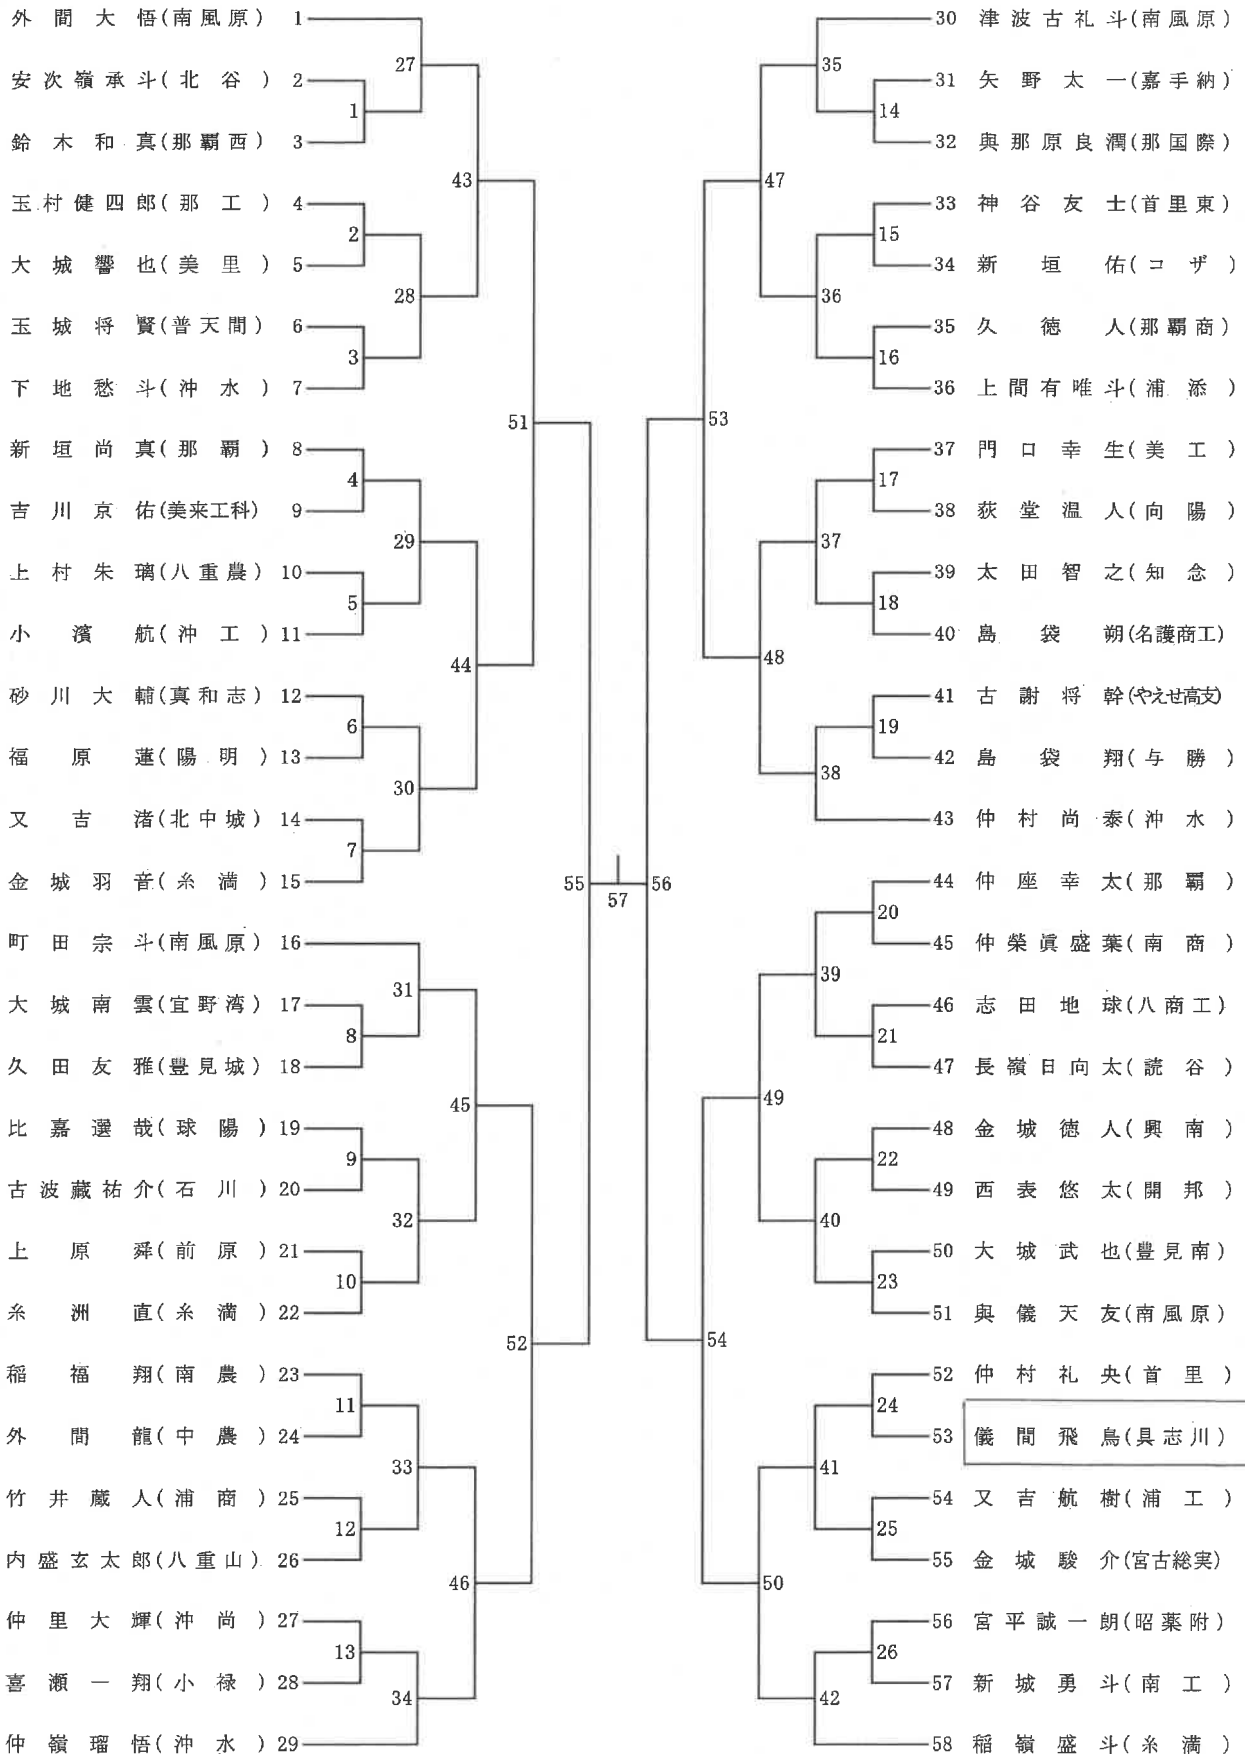 外間大悟(南風原) 1
安次嶺承斗(北谷) 2
鈴木和真(那覇西) 3
玉村健四郎(那工) 4
大城響也(美里) 5
玉城将賢(普天間) 6
下地愁斗(沖水) 7
新垣尚真(那覇) 8
吉川京佑(美来工科) 9
上村朱璃(八重農) 10
小濱航(沖工) 11
砂川大輔(真和志) 12
福原蓮(陽明) 13
又吉渚(北中城) 14
金城羽音(糸満) 15
町田宗斗(南風原) 16
大城南雲(宜野湾) 17
久田友雅(豊見城) 18
比嘉選哉(球陽) 19
古波蔵祐介(石川) 20
上原舜(前原) 21
糸洲直(糸満) 22
稲福翔(南農) 23
外間龍(中農) 24
竹井蔵人(浦商) 25
内盛玄太郎(八重山) 26
仲里大輝(沖尚) 27
喜瀬一翔(小禄) 28
仲嶺瑠悟(沖水) 29
27
1
43
2
28
3
51
4
29
5
44
6
30
7
55
57
56
31
8
45
9
32
10
52
11
33
12
46
13
34
35
14
47
15
36
16
53
17
37
18
48
19
38
20
39
21
49
22
40
23
54
24
41
25
50
26
42
30 津波古礼斗(南風原)
31 矢野太一(嘉手納)
32 與那原良潤(那国際)
33 神谷友士(首里東)
34 新垣佑(コザ)
35 久徳人(那覇商)
36 上間有唯斗(浦添)
37 門口幸生(美工)
38 荻堂温人(向陽)
39 太田智之(知念)
40 島袋朔(名護商工)
41 古謝将幹(やえせ高支)
42 島袋翔(与勝)
43 仲村尚泰(沖水)
44 仲座幸太(那覇)
45 仲榮眞盛葉(南商)
46 志田地球(八商工)
47 長嶺日向太(読谷)
48 金城徳人(興南)
49 西表悠太(開邦)
50 大城武也(豊見南)
51 與儀天友(南風原)
52 仲村礼央(首里)
53 儀間飛鳥(具志川)
54 又吉航樹(浦工)
55 金城駿介(宮古総実)
56 宮平誠一朗(昭薬附)
57 新城勇斗(南工)
58 稲嶺盛斗(糸満)